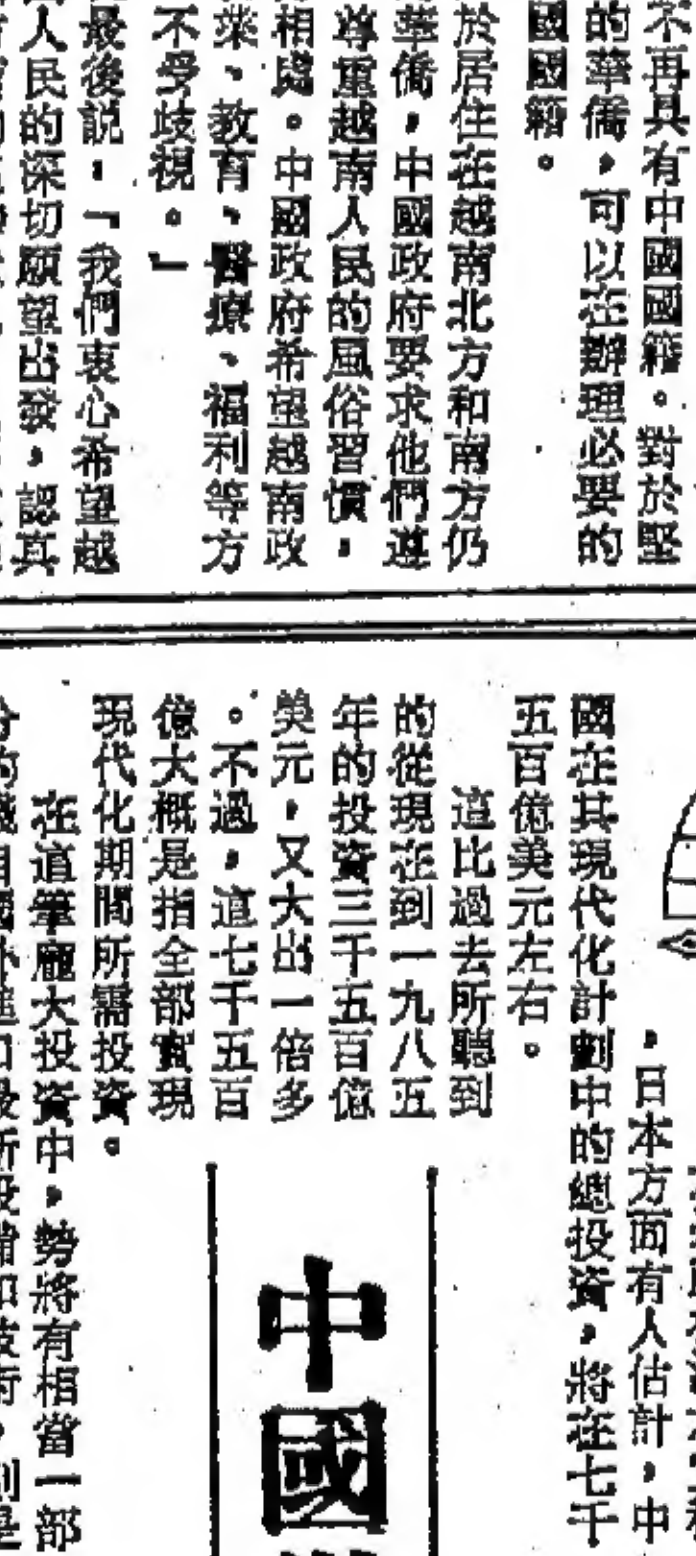 不再具有中國國籍。對於堅
的華僑，可以在辦理必要的
國國籍。
於居住在越南北方和南方仍
華僑，中國政府要求他們遵
尊重越南人民的風俗習慣，
相處。中國政府希望越南政
業、教育、醫療、福利等方
不受歧視。」
最後説：「我們衷心希望越
人民的深切願望出發，認真
，日本方面有人估計，中
國在其現代化計劃中的總投資，將在七千
五百億美元左右。
這比過去所聽到
的從現在到一九八五
年的投資三千五百億
美元，又大出一倍多
。不過，這七千五百
億大概是指全部實現
現代化期間所需投資。
在這筆龐大投資中，勢將有相當一部
中國